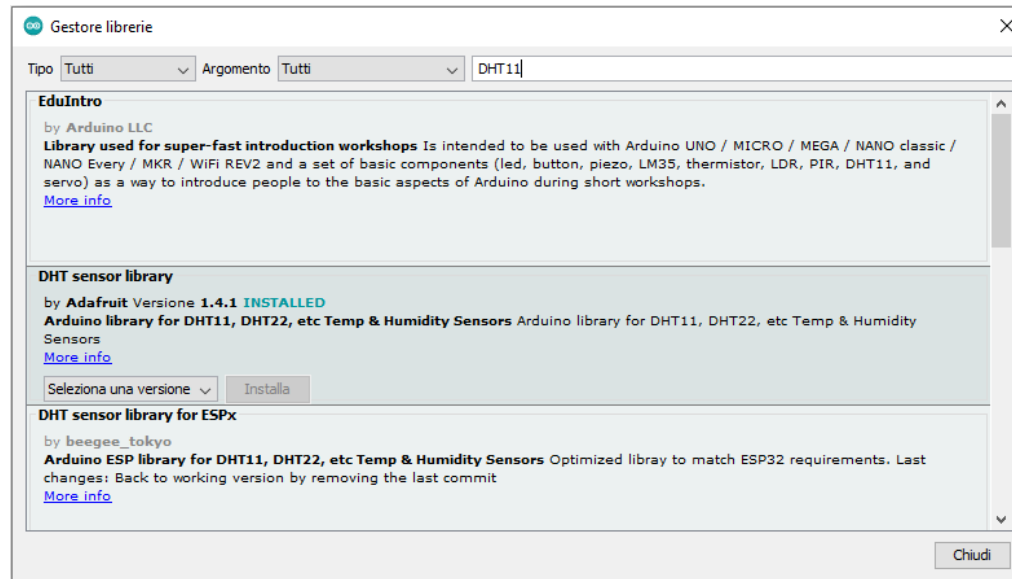 Gestore librerie
Tipo Tutti Argomento Tutti DHT11
EduIntro
by Arduino LLC
Library used for super-fast introduction workshops Is intended to be used with Arduino UNO / MICRO / MEGA / NANO classic /
NANO Every / MKR / WiFi REV2 and a set of basic components (led, button, piezo, LM35, thermistor, LDR, PIR, DHT11, and
servo) as a way to introduce people to the basic aspects of Arduino during short workshops.
More info
DHT sensor library
by Adafruit Versione 1.4.1 INSTALLED
Arduino library for DHT11, DHT22, etc Temp & Humidity Sensors Arduino library for DHT11, DHT22, etc Temp & Humidity
Sensors
More info
Seleziona una versione Installa
DHT sensor library for ESPx
by beegee_tokyo
Arduino ESP library for DHT11, DHT22, etc Temp & Humidity Sensors Optimized libray to match ESP32 requirements. Last
changes: Back to working version by removing the last commit
More info
Chiudi